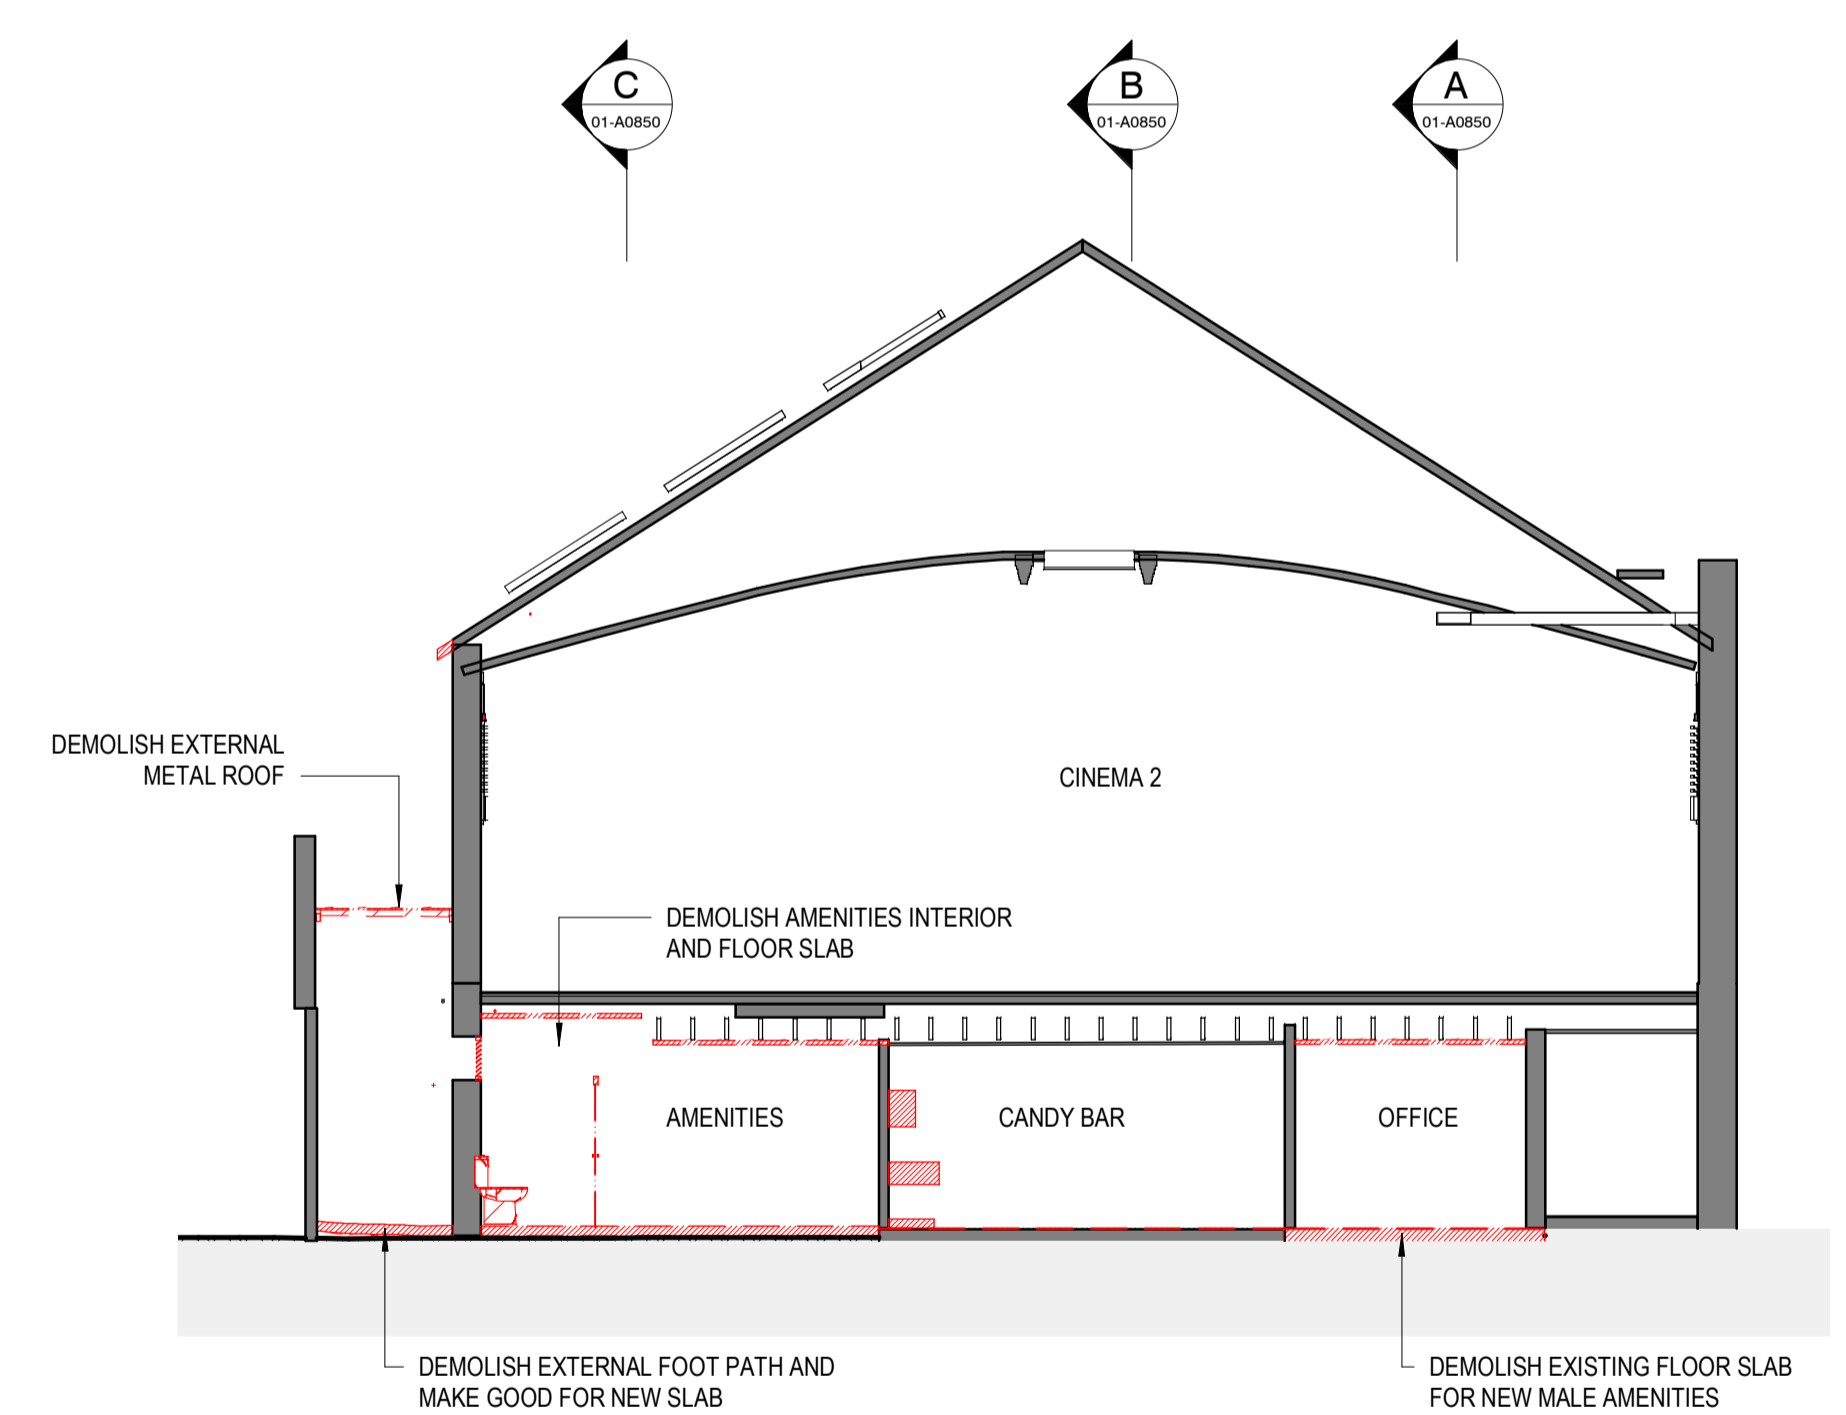 C
01-A0850
B
01-A0850
A
01-A0850
DEMOLISH EXTERNAL
METAL ROOF
CINEMA 2
DEMOLISH AMENITIES INTERIOR
AND FLOOR SLAB
AMENITIES
CANDY BAR
OFFICE
DEMOLISH EXTERNAL FOOT PATH AND
MAKE GOOD FOR NEW SLAB
DEMOLISH EXISTING FLOOR SLAB
FOR NEW MALE AMENITIES